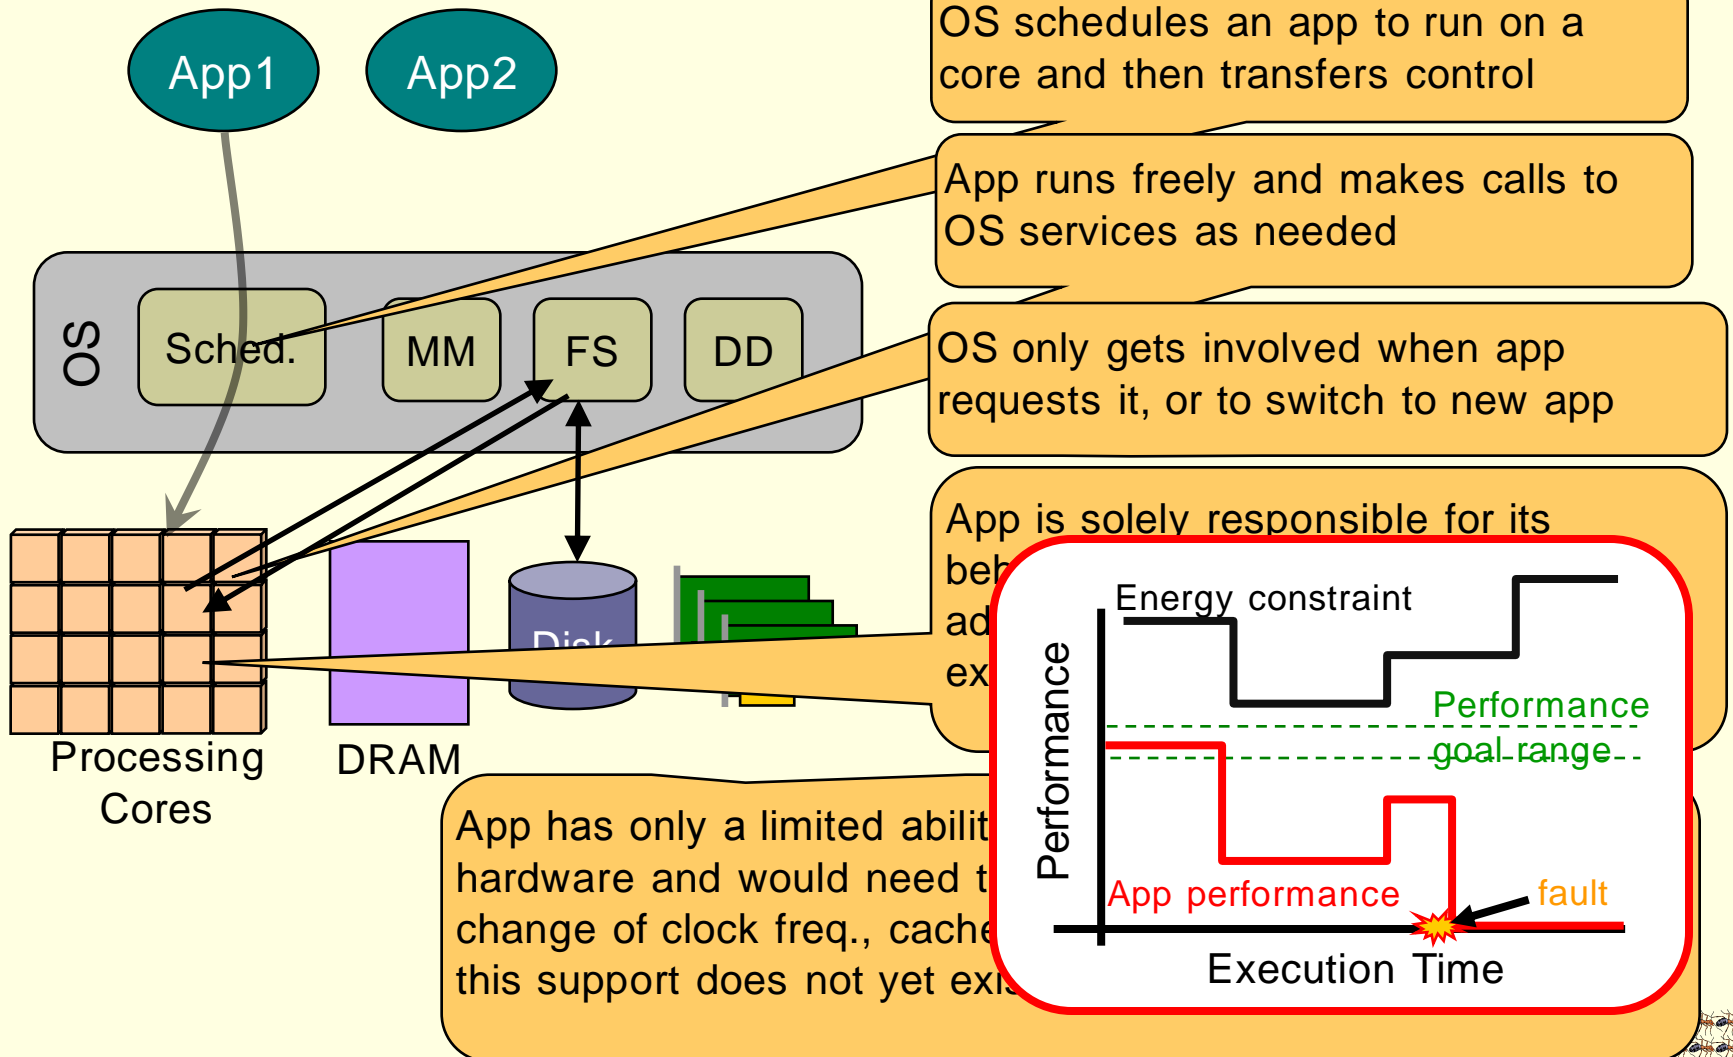 App1
App2
OS schedules an app to run on a
core and then transfers control
App runs freely and makes calls to
OS services as needed
OS
Sched.
MM
FS
DD
OS only gets involved when app
requests it, or to switch to new app
App is solely responsible for its
Disk
Processing
Cores
DRAM
Energy constraint
Performance
goal range
Performance
App performance
fault
Execution Time
App has only a limited
hardware and would need
change of clock freq.,
this support does not yet